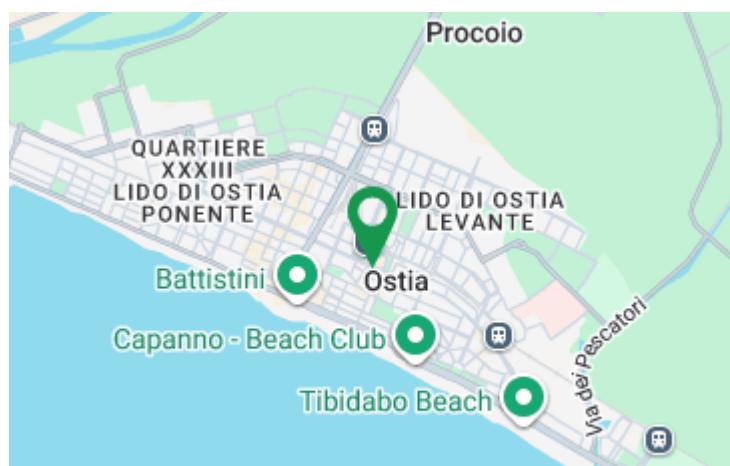 Procoio
QUARTIERE
XXXIII
LIDO DI OSTIA
PONENTE
LIDO DI OSTIA
LEVANTE
Battistini
Ostia
Capanno - Beach Club
Tibidabo Beach
Via dei Pescatori